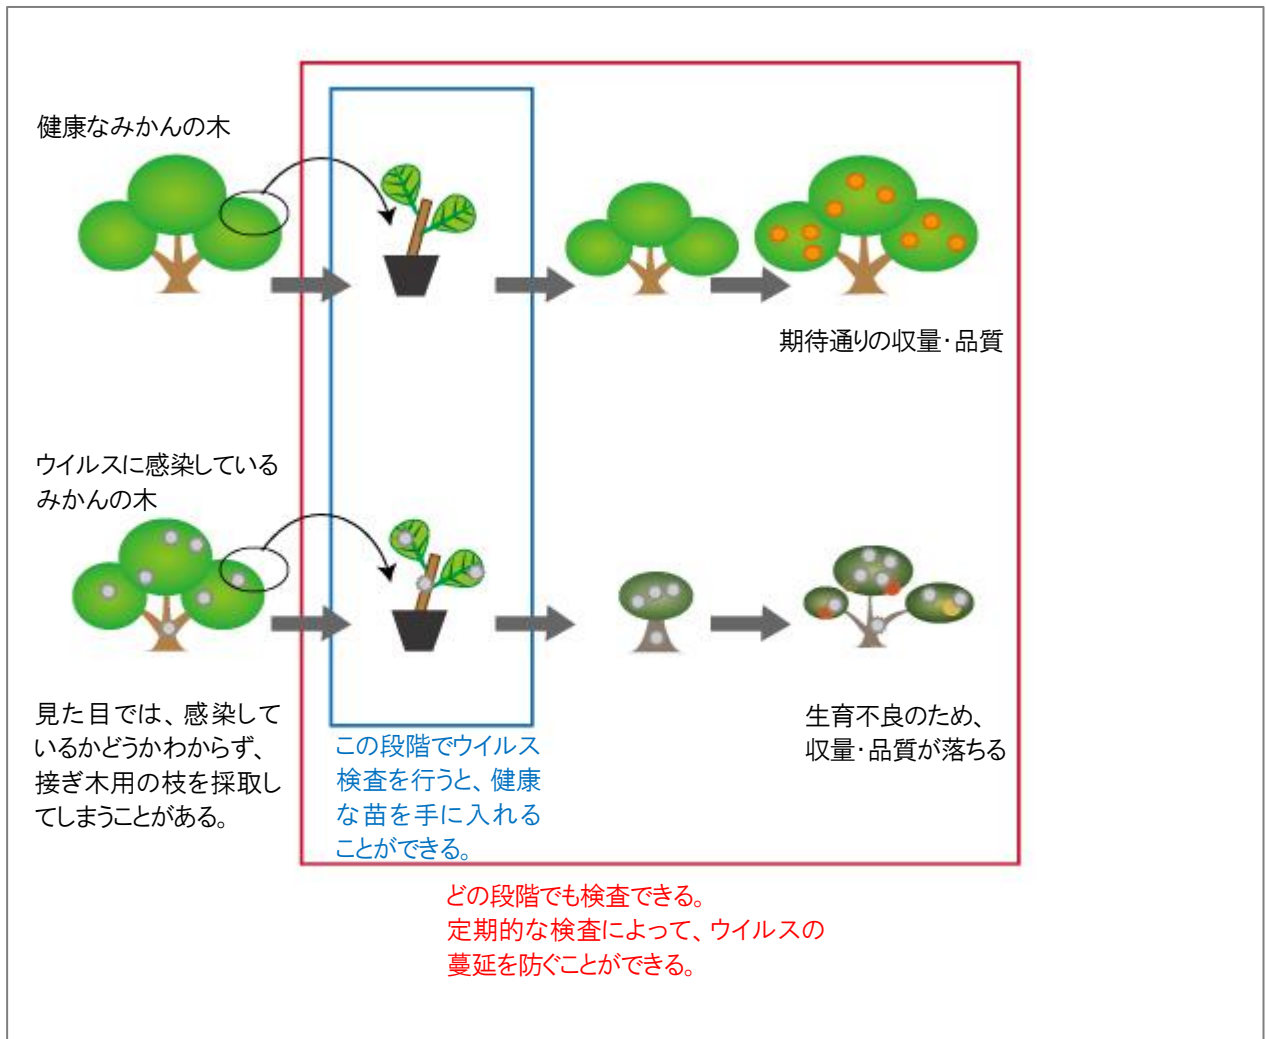 健康なみかんの木
期待通りの収量・品質
ウイルスに感染している
みかんの木
見た目では、感染して
いるかどうかわからず、
接ぎ木用の枝を採取し
てしまうことがある。
この段階でウイルス
検査を行うと、健康
な苗を手に入れる
ことができる。
生育不良のため、
収量・品質が落ちる
どの段階でも検査できる。
定期的な検査によって、ウイルスの
蔓延を防ぐことができる。